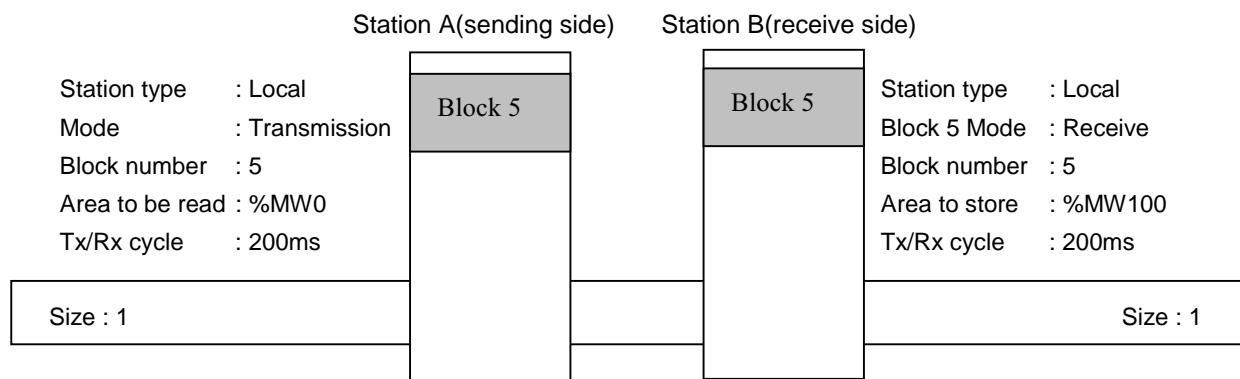 Station A(sending side)
Station B(receive side)
Station type : Local
Mode : Transmission
Block number : 5
Area to be read : %MW0
Tx/Rx cycle : 200ms
Block 5
Block 5
Station type : Local
Block 5 Mode : Receive
Block number : 5
Area to store : %MW100
Tx/Rx cycle : 200ms
Size : 1
Size : 1